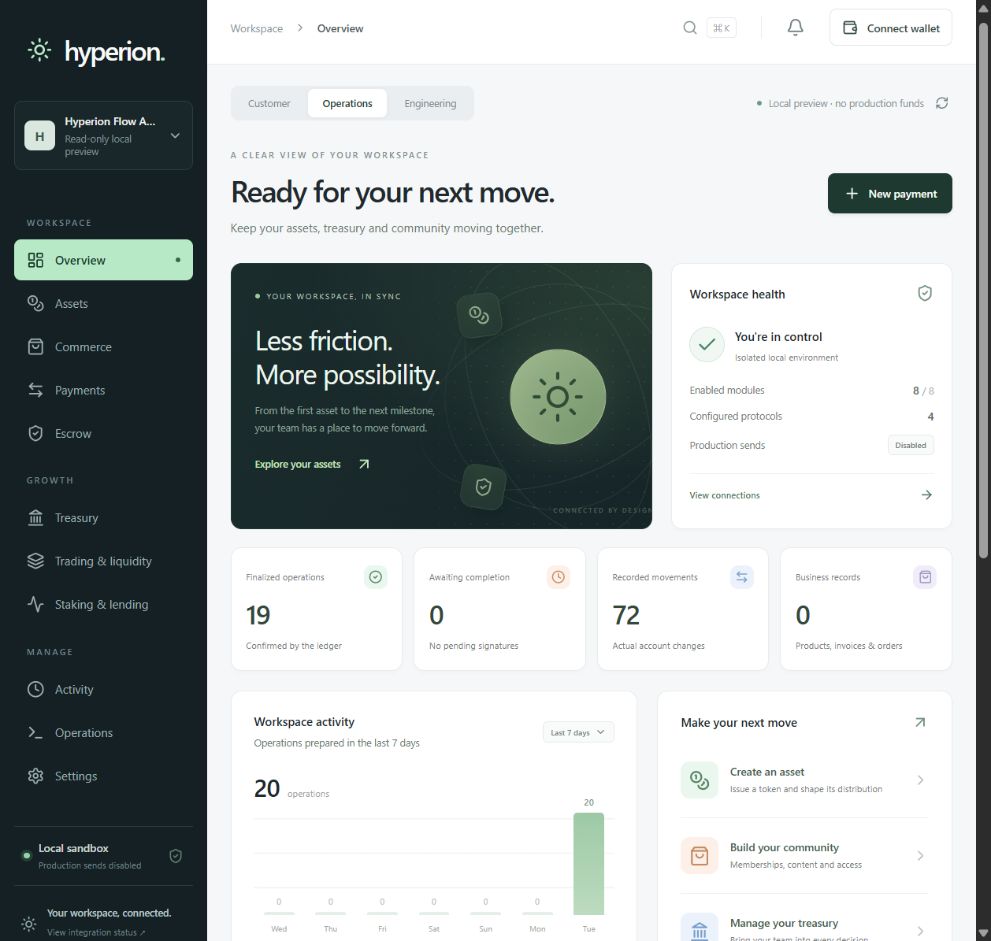 hyperion.
H
Hyperion Flow A...
Read-only local
preview
WORKSPACE
Overview
Assets
Commerce
Payments
Escrow
GROWTH
Treasury
Trading & liquidity
Staking & lending
MANAGE
Activity
Operations
Settings
Local sandbox
Production sends disabled
Your workspace, connected.
View integration status ↗
Workspace > Overview
⌘K
Connect wallet
Customer
Operations
Engineering
Local preview · no production funds
A CLEAR VIEW OF YOUR WORKSPACE
Ready for your next move.
Keep your assets, treasury and community moving together.
New payment
YOUR WORKSPACE, IN SYNC
Less friction.
More possibility.
From the first asset to the next milestone,
your team has a place to move forward.
Explore your assets
CONNECTED BY DESIGN
Workspace health
You're in control
Isolated local environment
Enabled modules 8 / 8
Configured protocols 4
Production sends Disabled
View connections
Finalized operations
19
Confirmed by the ledger
Awaiting completion
0
No pending signatures
Recorded movements
72
Actual account changes
Business records
0
Products, invoices & orders
Workspace activity
Operations prepared in the last 7 days
Last 7 days
20 operations
20
0 0 0 0 0 0
Wed Thu Fri Sat Sun Mon Tue
Make your next move
Create an asset
Issue a token and shape its distribution
Build your community
Memberships, content and access
Manage your treasury
Bring your team into every decision